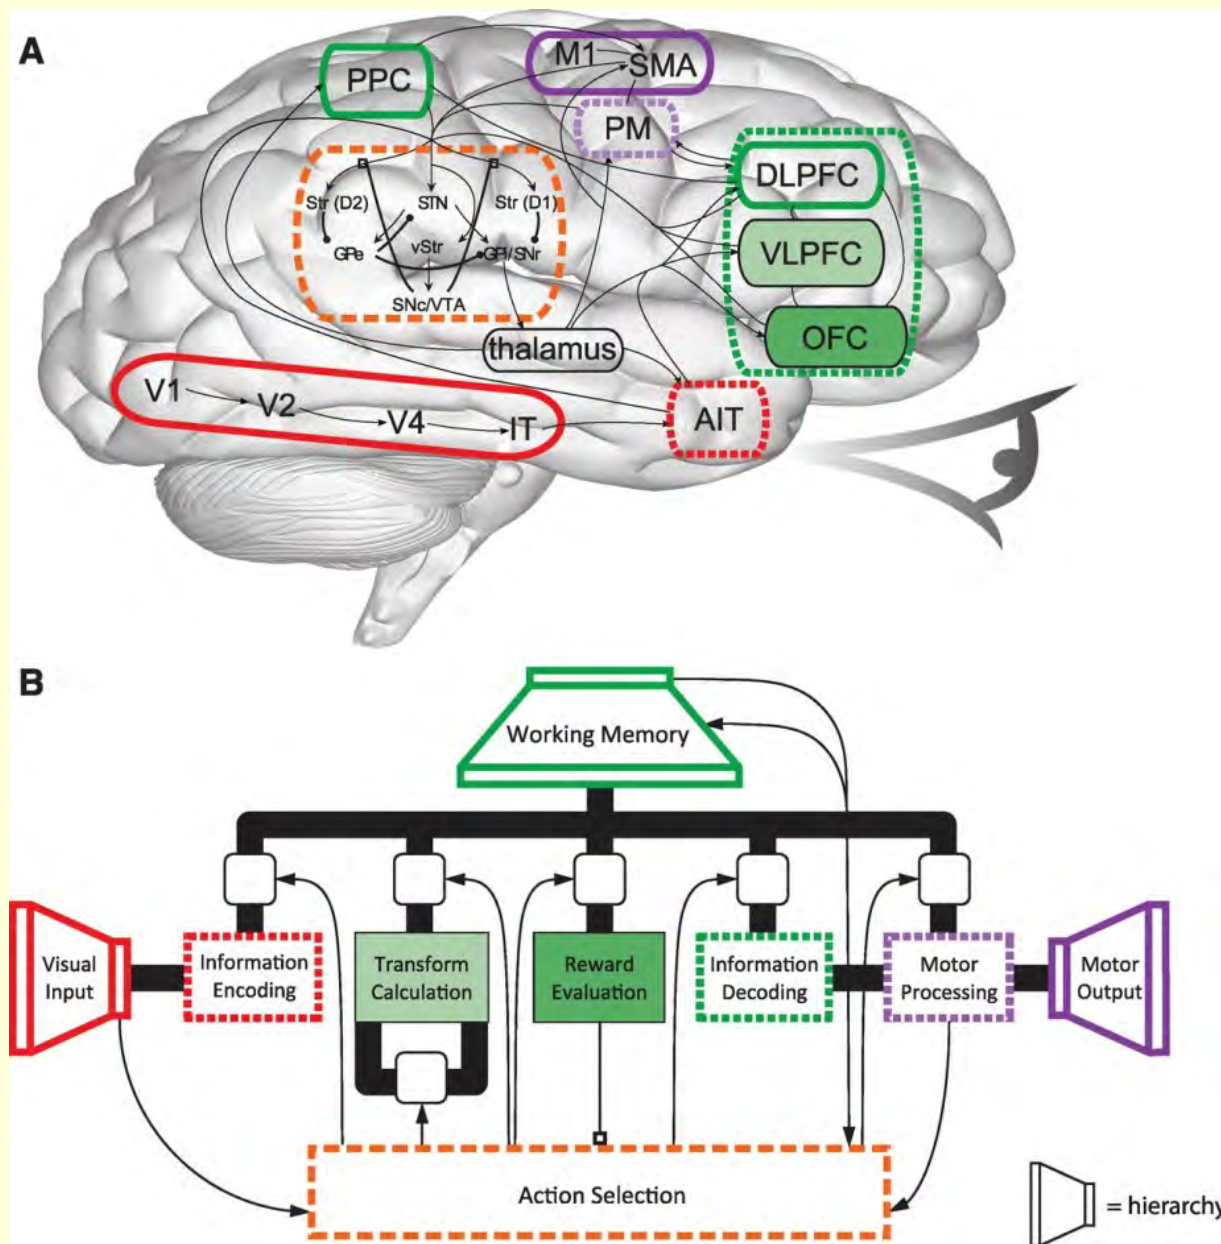 A
PPC
M1
SMA
PM
DLPFC
VLPFC
OFC
Str (D2)
STN
Str (D1)
GPe
vStr
GPi/SNr
SNc/VTA
thalamus
V1
V2
V4
IT
AIT
B
Working Memory
Visual
Input
Information
Encoding
Transform
Calculation
Reward
Evaluation
Information
Decoding
Motor
Processing
Motor
Output
Action Selection
= hierarchy